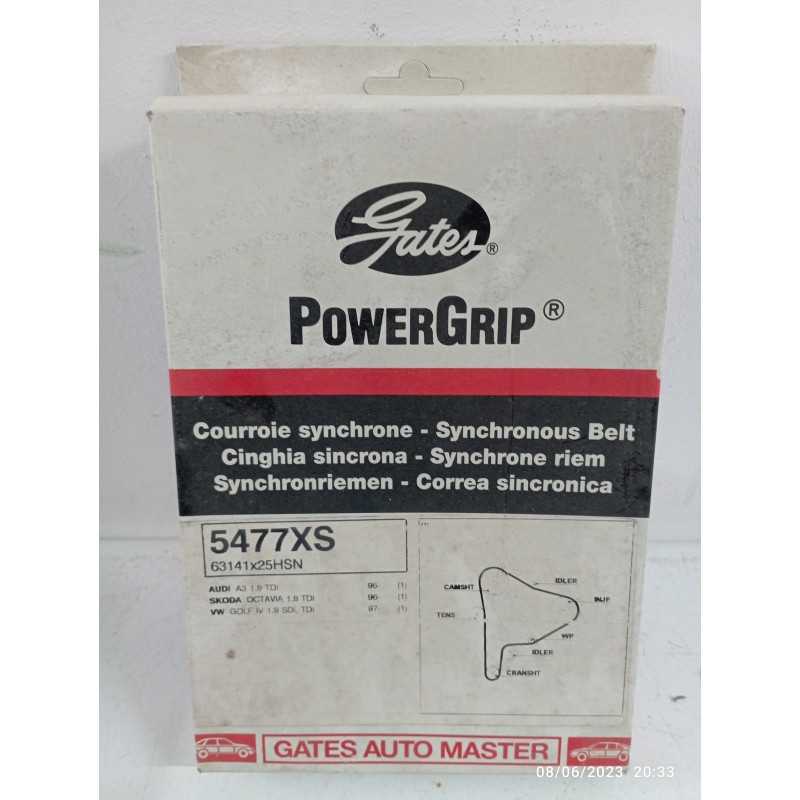 Gates®
POWERGRIP®
Courroie synchrone - Synchronous Belt
Cinghia sincrona - Synchrone riem
Synchronriemen - Correa sincronica
5477XS
63141x25HSN
AUDI A3 1.9 TDI 96- (1)
SKODA OCTAVIA 1.9 TDI 96- (1)
VW GOLF IV 1.9 SDI, TDI 97- (1)
CAMSHT
IDLER
INJP
TENS
WP
IDLER
CRANSHT
GATES AUTO MASTER
08/06/2023 20:33